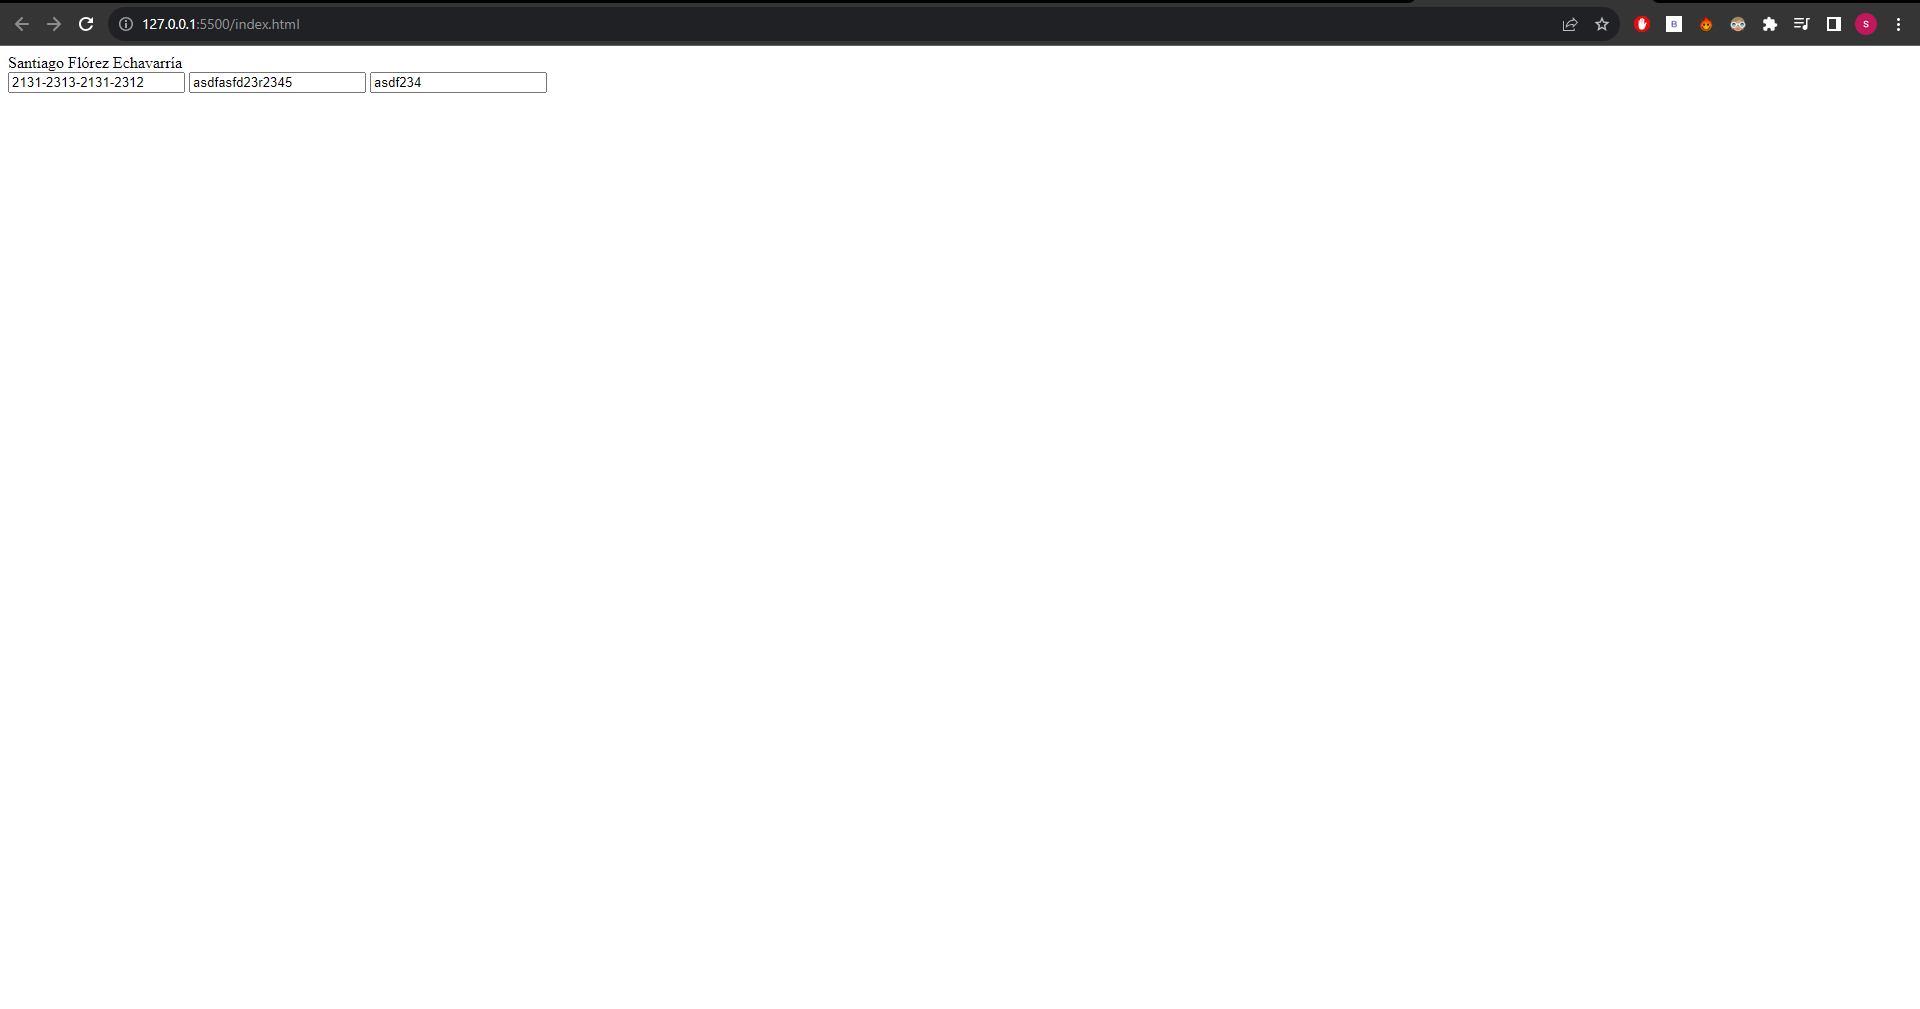 127.0.0.1:5500/index.html
B
S
Santiago Flórez Echavarría
2131-2313-2131-2312 asdfasfd23r2345 asdf234